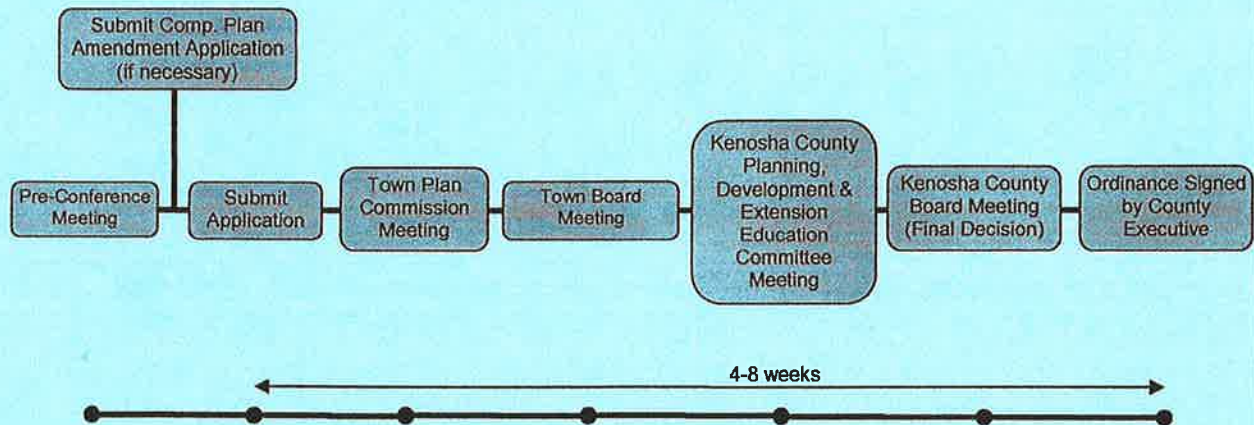 Submit Comp. Plan
Amendment Application
(if necessary)
Pre-Conference
Meeting
Submit
Application
Town Plan
Commission
Meeting
Town Board
Meeting
Kenosha County
Planning,
Development &
Extension
Education
Committee
Meeting
Kenosha County
Board Meeting
(Final Decision)
Ordinance Signed
by County
Executive
4-8 weeks